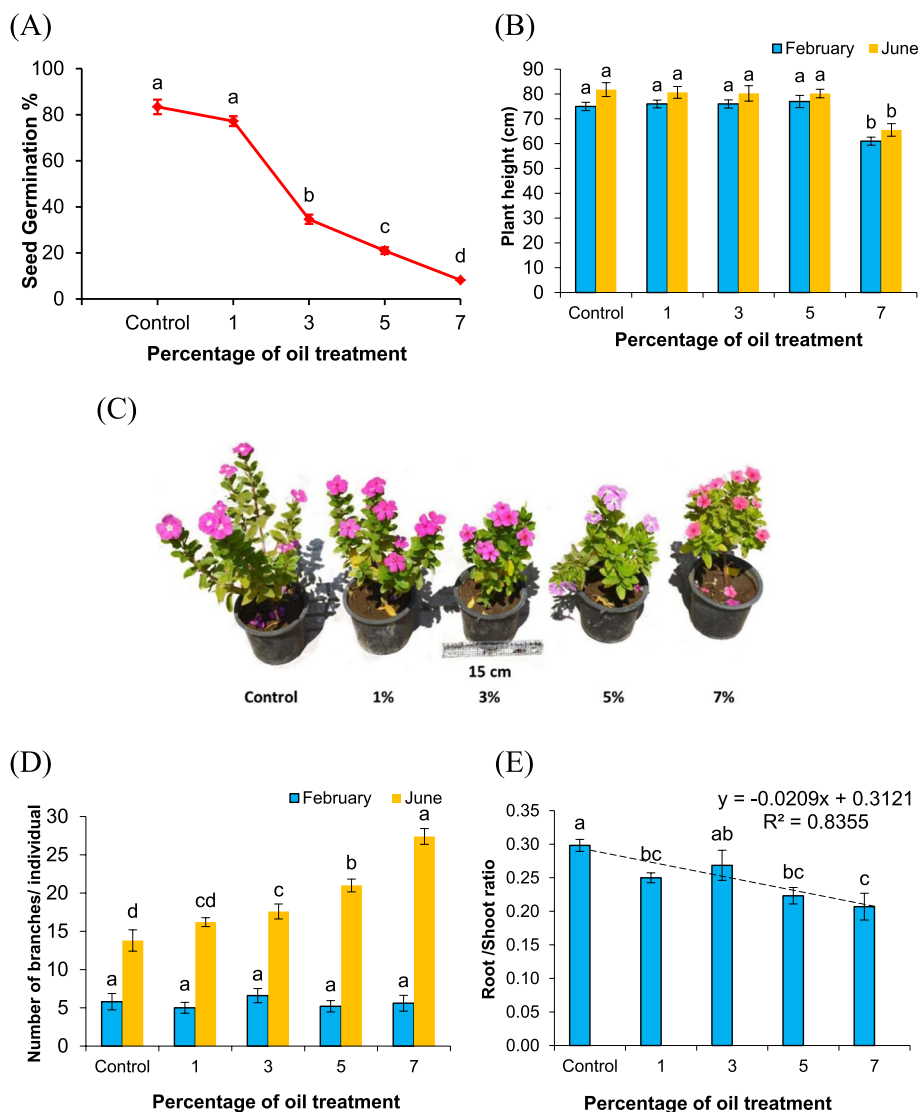 (A)
Seed Germination %
100
80
60
40
20
0
a
a
b
c
d
Control 1 3 5 7
Percentage of oil treatment
(B)
February June
Plant height (cm)
90
80
70
60
50
40
30
20
10
0
a a a a a a a a b b
Control 1 3 5 7
Percentage of oil treatment
(C)
15 cm
Control 1% 3% 5% 7%
(D)
February June
Number of branches/ individual
30
25
20
15
10
5
0
a d a cd a c a b a a
Control 1 3 5 7
Percentage of oil treatment
(E)
y = -0.0209x + 0.3121
R² = 0.8355
Root /Shoot ratio
0.35
0.30
0.25
0.20
0.15
0.10
0.05
0.00
a bc ab bc c
Control 1 3 5 7
Percentage of oil treatment